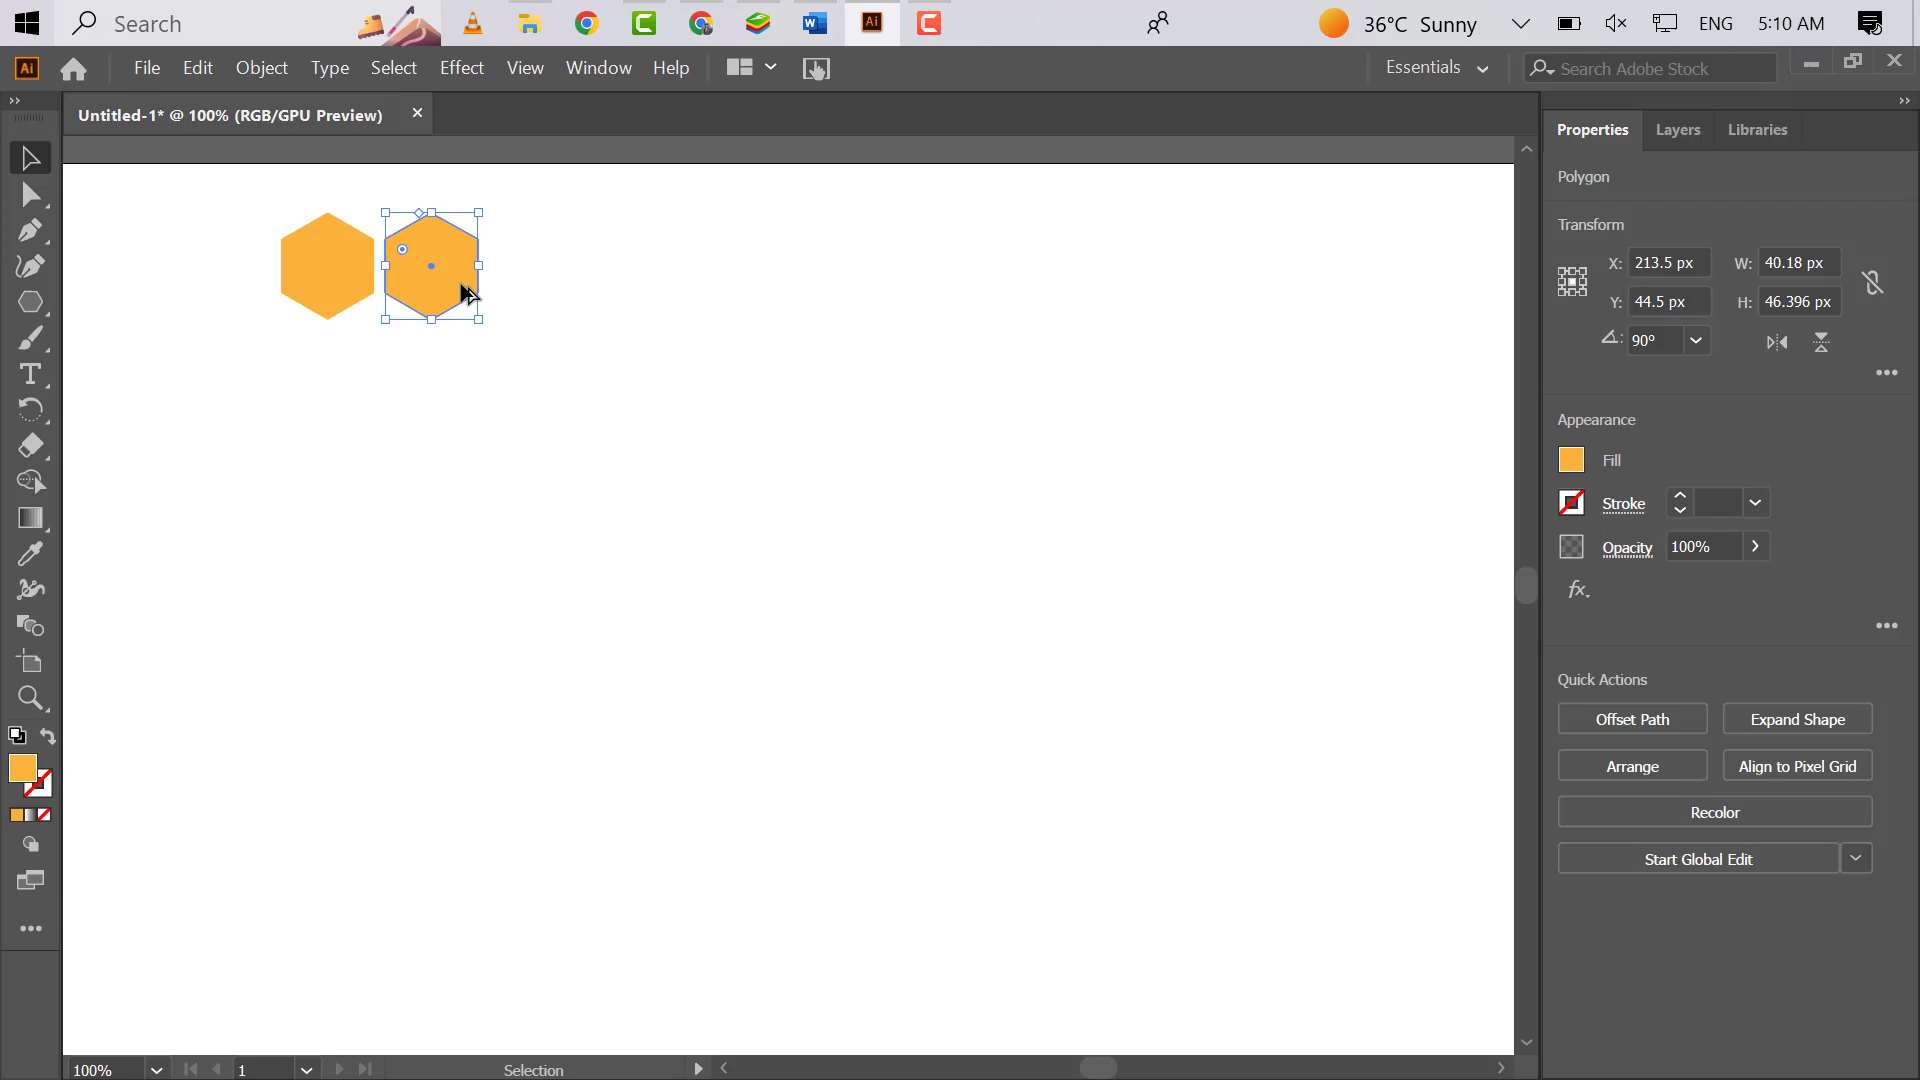 Search
36°C Sunny
ENG
5:10 AM
Ai
File Edit Object Type Select Effect View Window Help
Essentials
Search Adobe Stock
Untitled-1* @ 100% (RGB/GPU Preview)
Properties Layers Libraries
Polygon
Transform
X: 213.5 px W: 40.18 px
Y: 44.5 px H: 46.396 px
90°
Appearance
Fill
Stroke
Opacity 100%
fx.
Quick Actions
Offset Path Expand Shape
Arrange Align to Pixel Grid
Recolor
Start Global Edit
100% 1 Selection